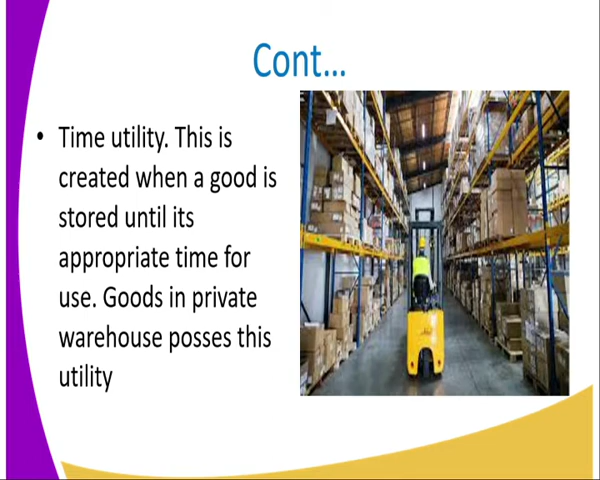 Cont...
• Time utility. This is
created when a good is
stored until its
appropriate time for
use. Goods in private
warehouse posses this
utility